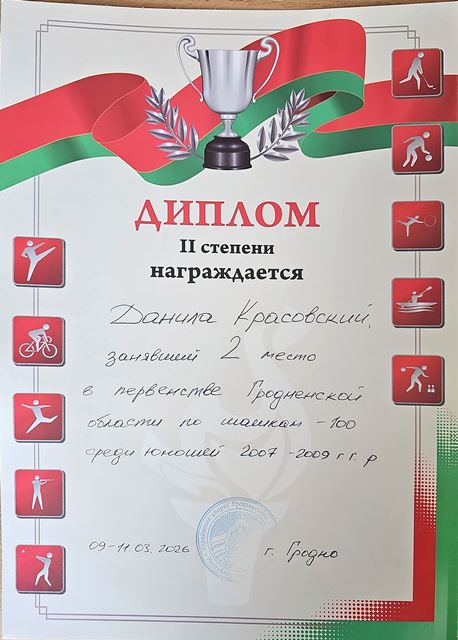 ДИПЛОМ
II степени
награждается
Данила Красовский,
занявший 2 место
в первенстве Гродненской
области по шашкам -100
среди юношей 2007 -2009 г.г. р
09-11.03.2026 г. Гродно